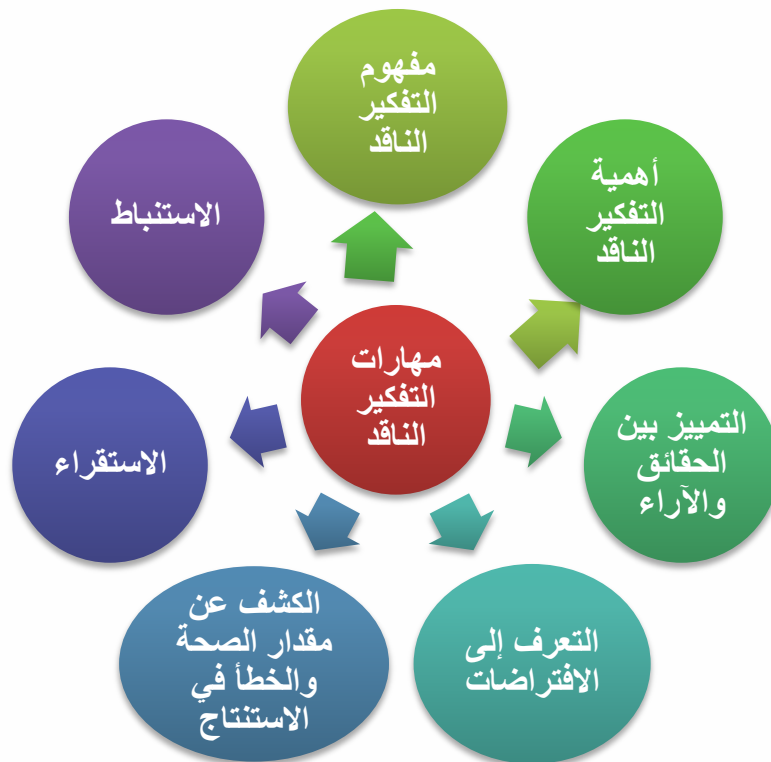 مفهوم
التفكير
الناقد
أهمية
التفكير
الناقد
التمييز بين
الحقائق
والآراء
التعرف إلى
الافتراضات
الكشف عن
مقدار الصحة
والخطأ في
الاستنتاج
الاستقراء
الاستنباط
مهارات
التفكير
الناقد